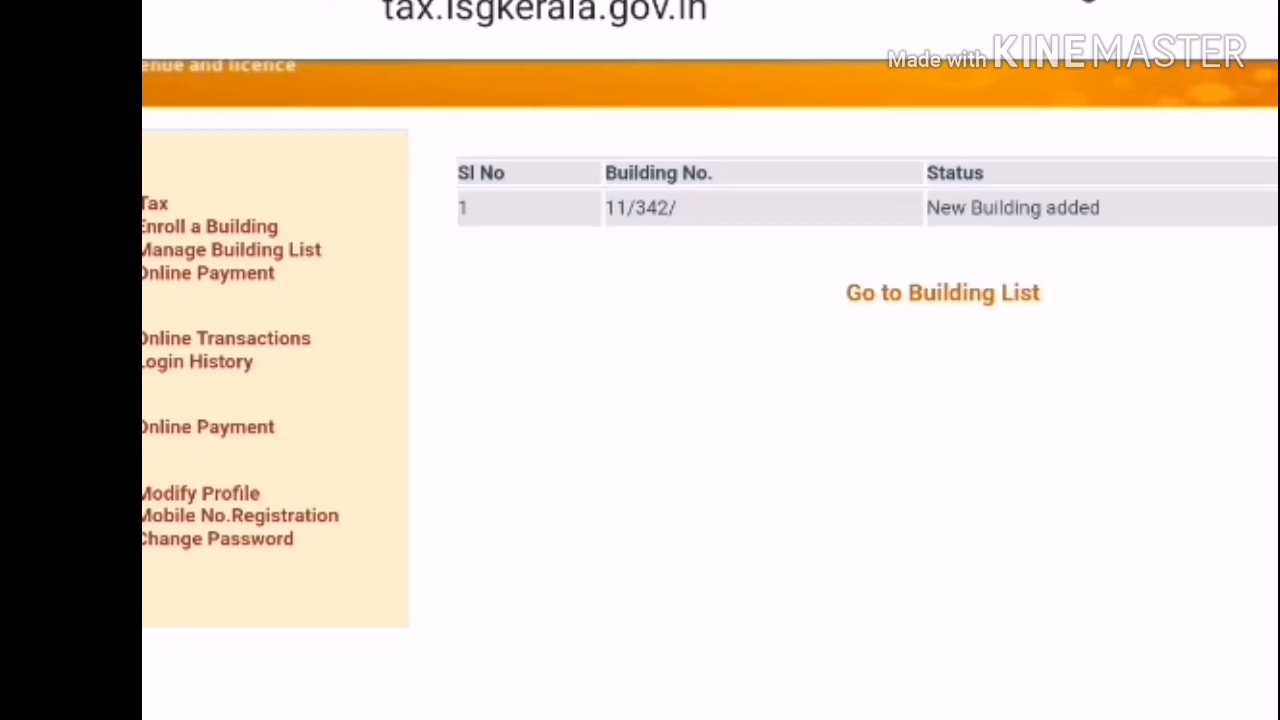 tax.lsgkerala.gov.in
Made with KINEMASTER
enue and licence
Sl No Building No. Status
1 11/342/ New Building added
Tax
Enroll a Building
Manage Building List
Online Payment
Go to Building List
Online Transactions
Login History
Online Payment
Modify Profile
Mobile No.Registration
Change Password